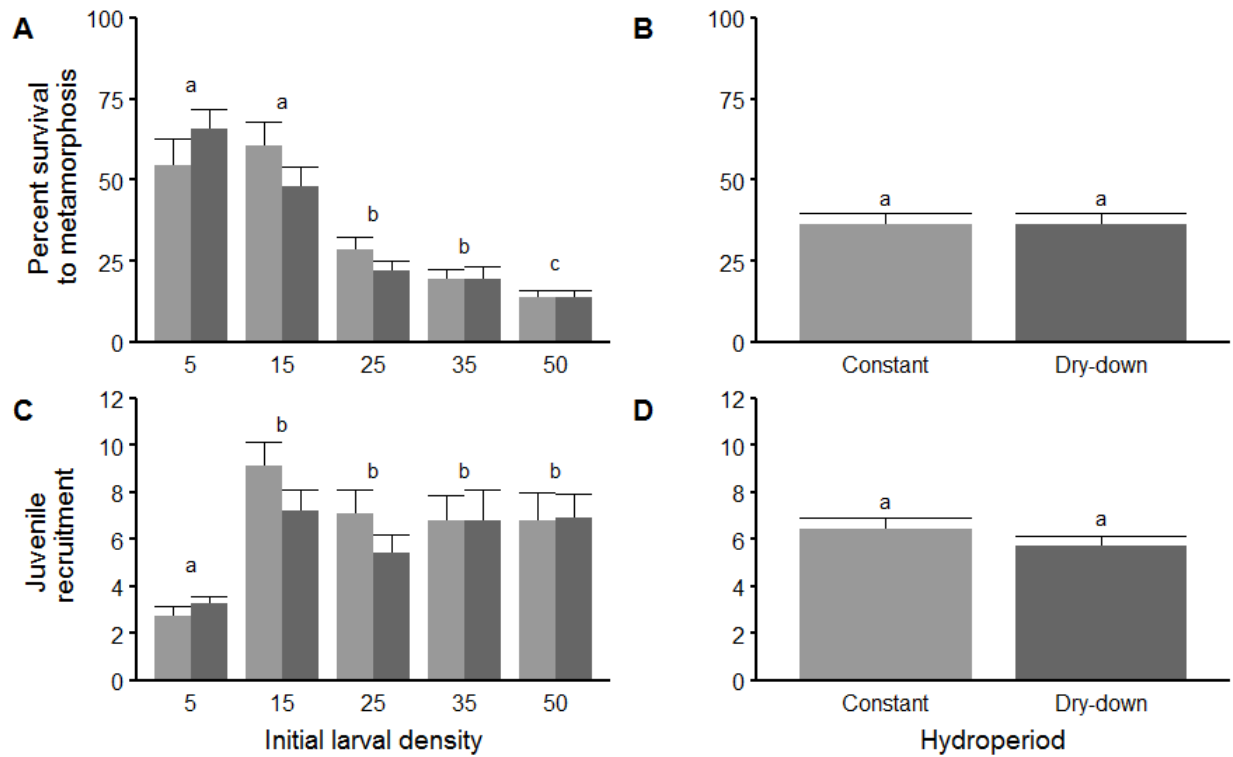 A
Percent survival
to metamorphosis
100
75
50
25
0
a
a
b
b
c
5 15 25 35 50
B
100
75
50
25
0
a a
Constant Dry-down
C
Juvenile
recruitment
12
10
8
6
4
2
0
a
b
b
b
b
5 15 25 35 50
Initial larval density
D
12
10
8
6
4
2
0
a
a
Constant Dry-down
Hydroperiod